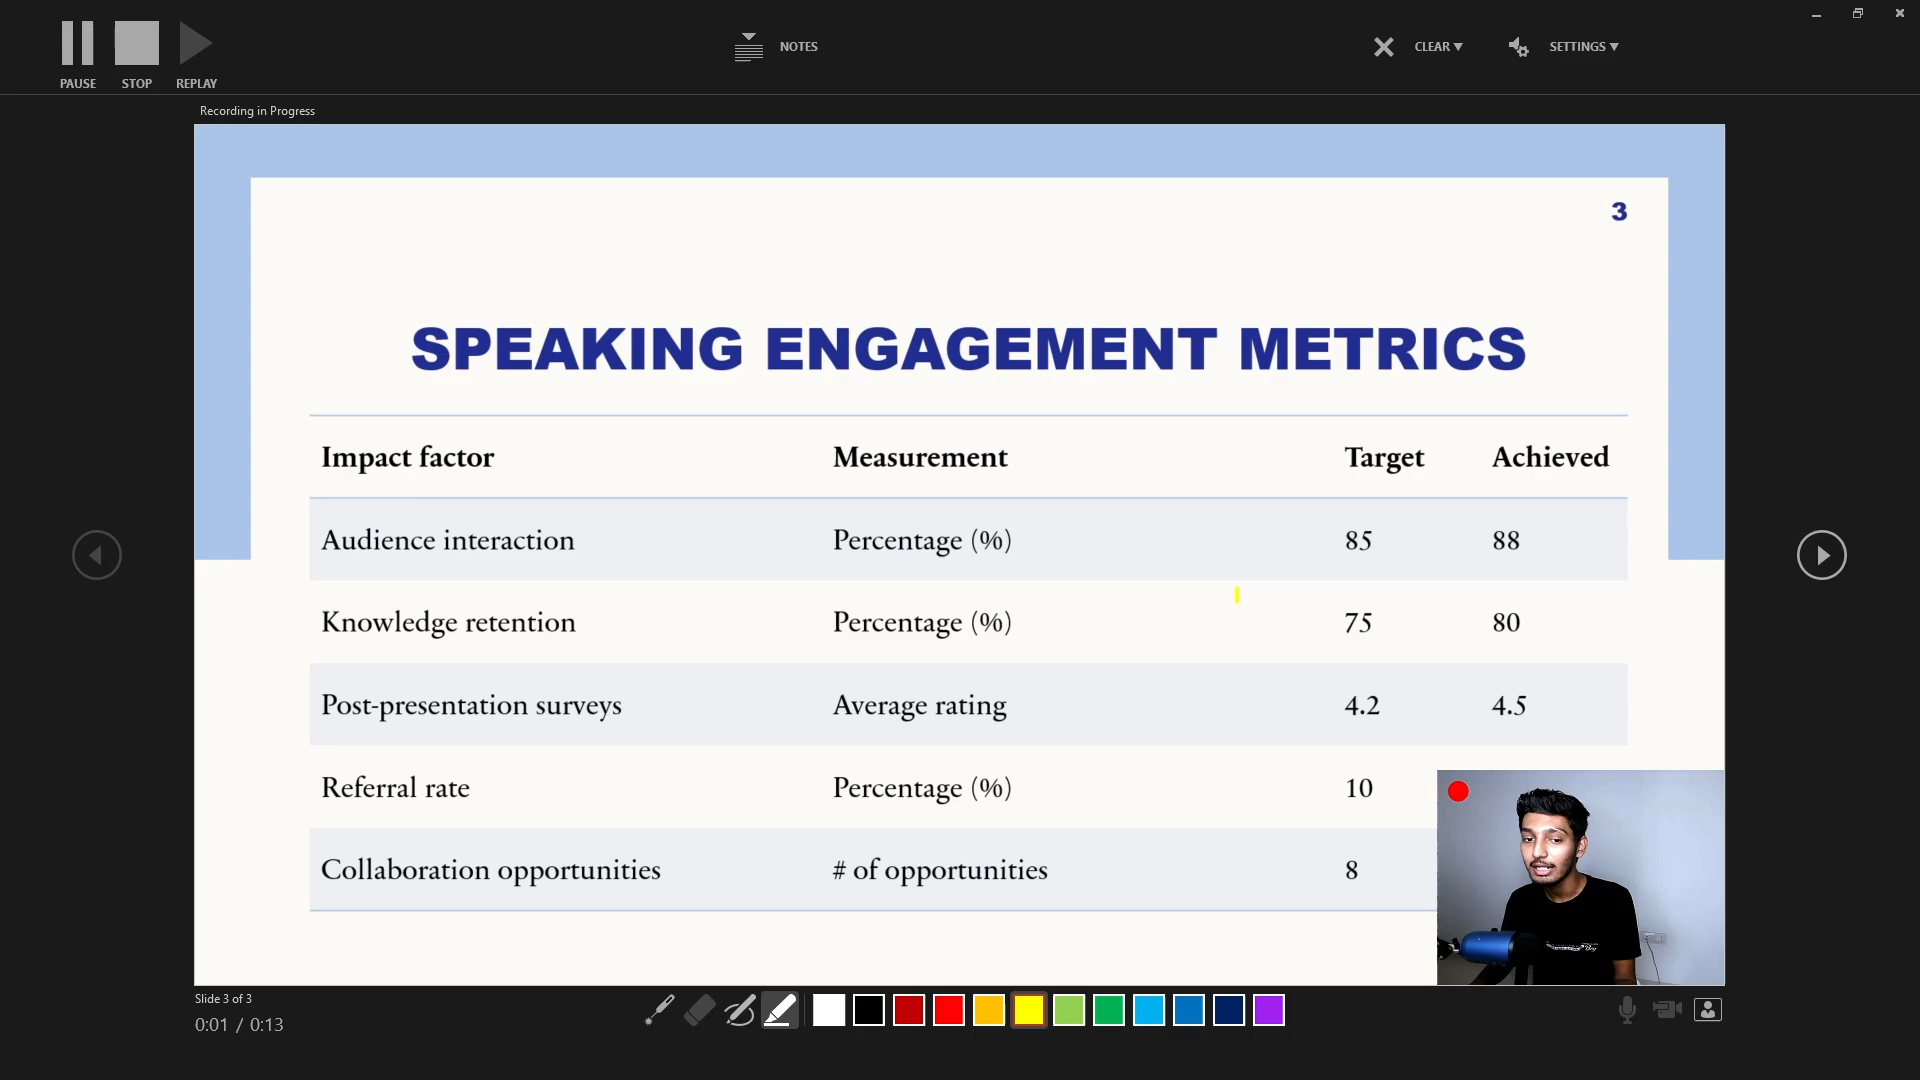 PAUSE STOP REPLAY
NOTES
CLEAR
SETTINGS
Recording in Progress
3
SPEAKING ENGAGEMENT METRICS
Impact factor Measurement Target Achieved
Audience interaction Percentage (%) 85 88
Knowledge retention Percentage (%) 75 80
Post-presentation surveys Average rating 4.2 4.5
Referral rate Percentage (%) 10
Collaboration opportunities # of opportunities 8
Slide 3 of 3
0:01 / 0:13